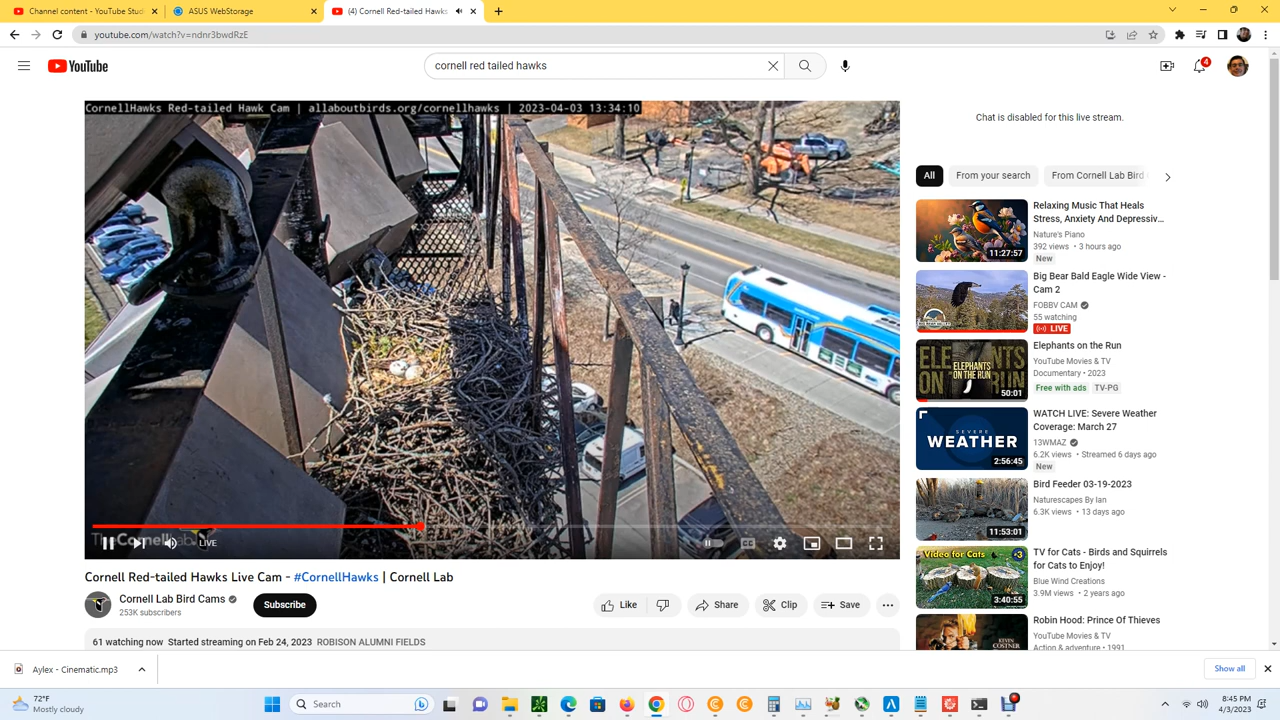 Channel content - YouTube Stud
ASUS WebStorage
(4) Cornell Red-tailed Hawks
youtube.com/watch?v=ndnr3bwdRzE
YouTube
cornell red tailed hawks
4
CornellHawks Red-tailed Hawk Cam | allaboutbirds.org/cornellhawks | 2023-04-03 13:34:10
LIVE
Cornell Red-tailed Hawks Live Cam - #CornellHawks | Cornell Lab
Cornell Lab Bird Cams
253K subscribers
Subscribe
Like
Share
Clip
Save
61 watching now Started streaming on Feb 24, 2023 ROBISON ALUMNI FIELDS
Chat is disabled for this live stream.
All
From your search
From Cornell Lab Bird
11:27:57
Relaxing Music That Heals
Stress, Anxiety And Depressiv...
Nature's Piano
392 views • 3 hours ago
New
Big Bear Bald Eagle Wide View -
Cam 2
FOBBV CAM
55 watching
LIVE
ELEPHANTS
ON THE RUN
50:01
Elephants on the Run
YouTube Movies & TV
Documentary • 2023
Free with ads
TV-PG
SEVERE
WEATHER
2:56:45
WATCH LIVE: Severe Weather
Coverage: March 27
13WMAZ
6.2K views • Streamed 6 days ago
New
11:53:01
Bird Feeder 03-19-2023
Naturescapes By Ian
6.3K views • 13 days ago
Video for Cats
3
3:40:55
TV for Cats - Birds and Squirrels
for Cats to Enjoy!
Blue Wind Creations
3.9M views • 2 years ago
KEVIN
COSTNER
Robin Hood: Prince Of Thieves
YouTube Movies & TV
Action & adventure • 1991
Aylex - Cinematic.mp3
Show all
72°F
Mostly cloudy
Search
8:45 PM
4/3/2023